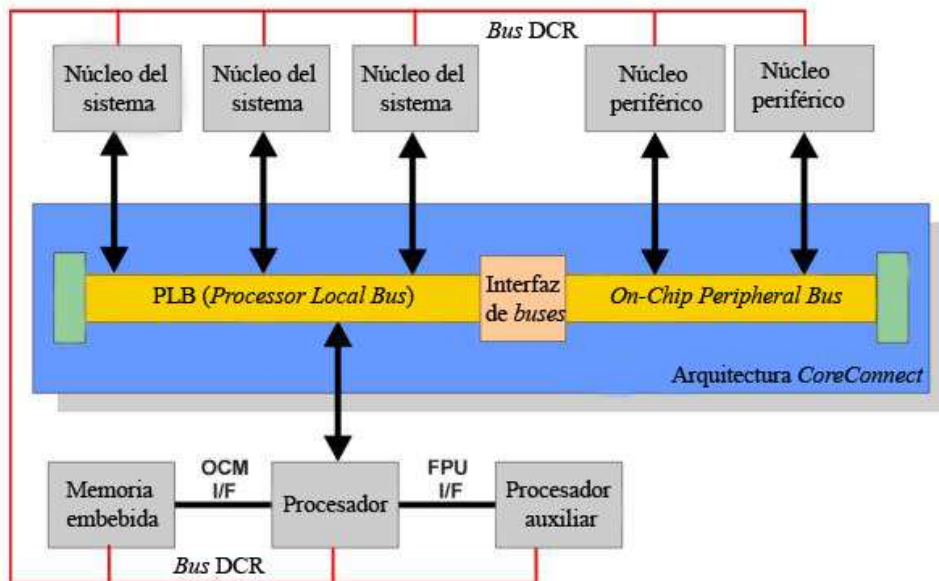 Bus DCR
Núcleo del
sistema
Núcleo del
sistema
Núcleo del
sistema
Núcleo
periférico
Núcleo
periférico
PLB (Processor Local Bus)
Interfaz
de buses
On-Chip Peripheral Bus
Arquitectura CoreConnect
Memoria
embebida
OCM
I/F
Procesador
FPU
I/F
Procesador
auxiliar
Bus DCR